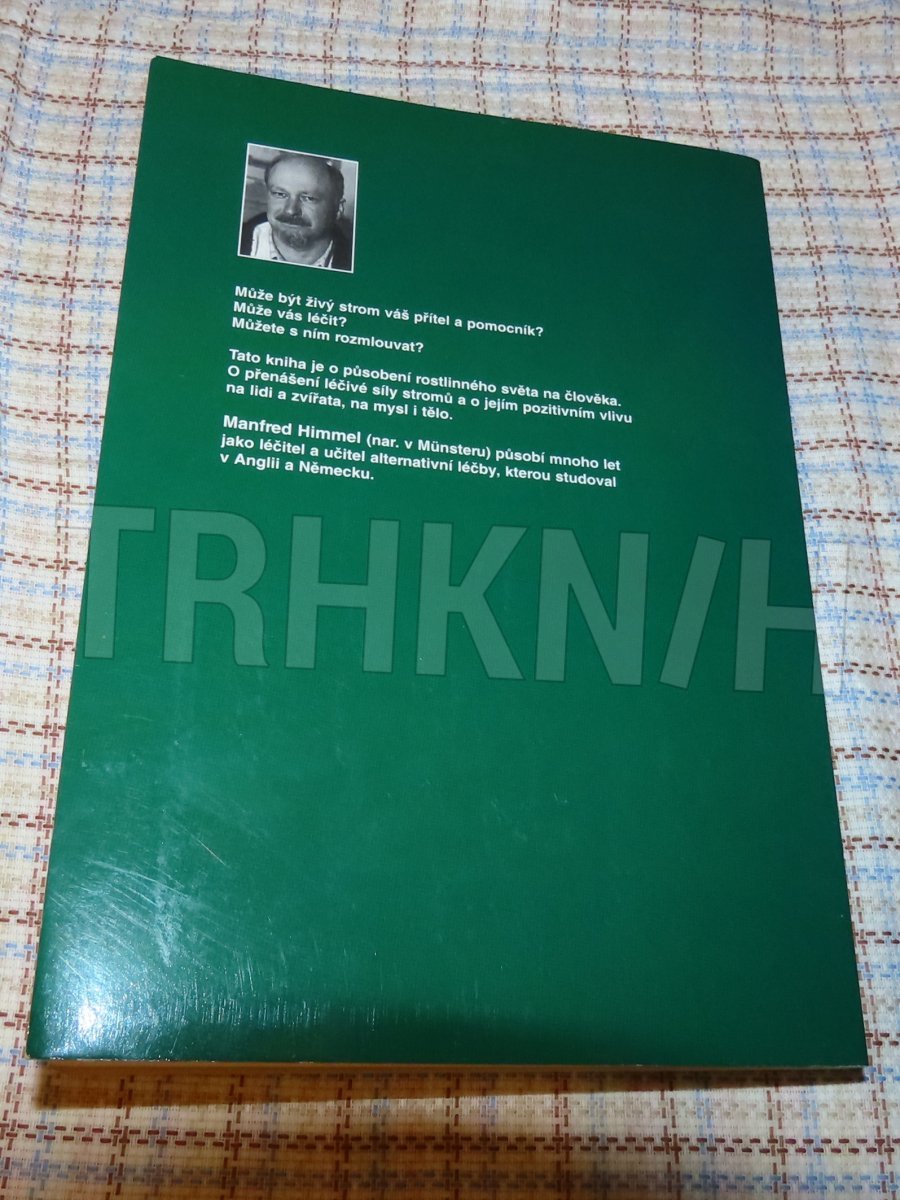 Může být živý strom váš přítel a pomocník?
Může vás léčit?
Můžete s ním rozmlouvat?
Tato kniha je o působení rostlinného světa na člověka.
O přenášení léčivé síly stromů a o jejím pozitivním vlivu
na lidi a zvířata, na mysl i tělo.
Manfred Himmel (nar. v Münsteru) působí mnoho let
jako léčitel a učitel alternativní léčby, kterou studoval
v Anglii a Německu.
TRHKN/H